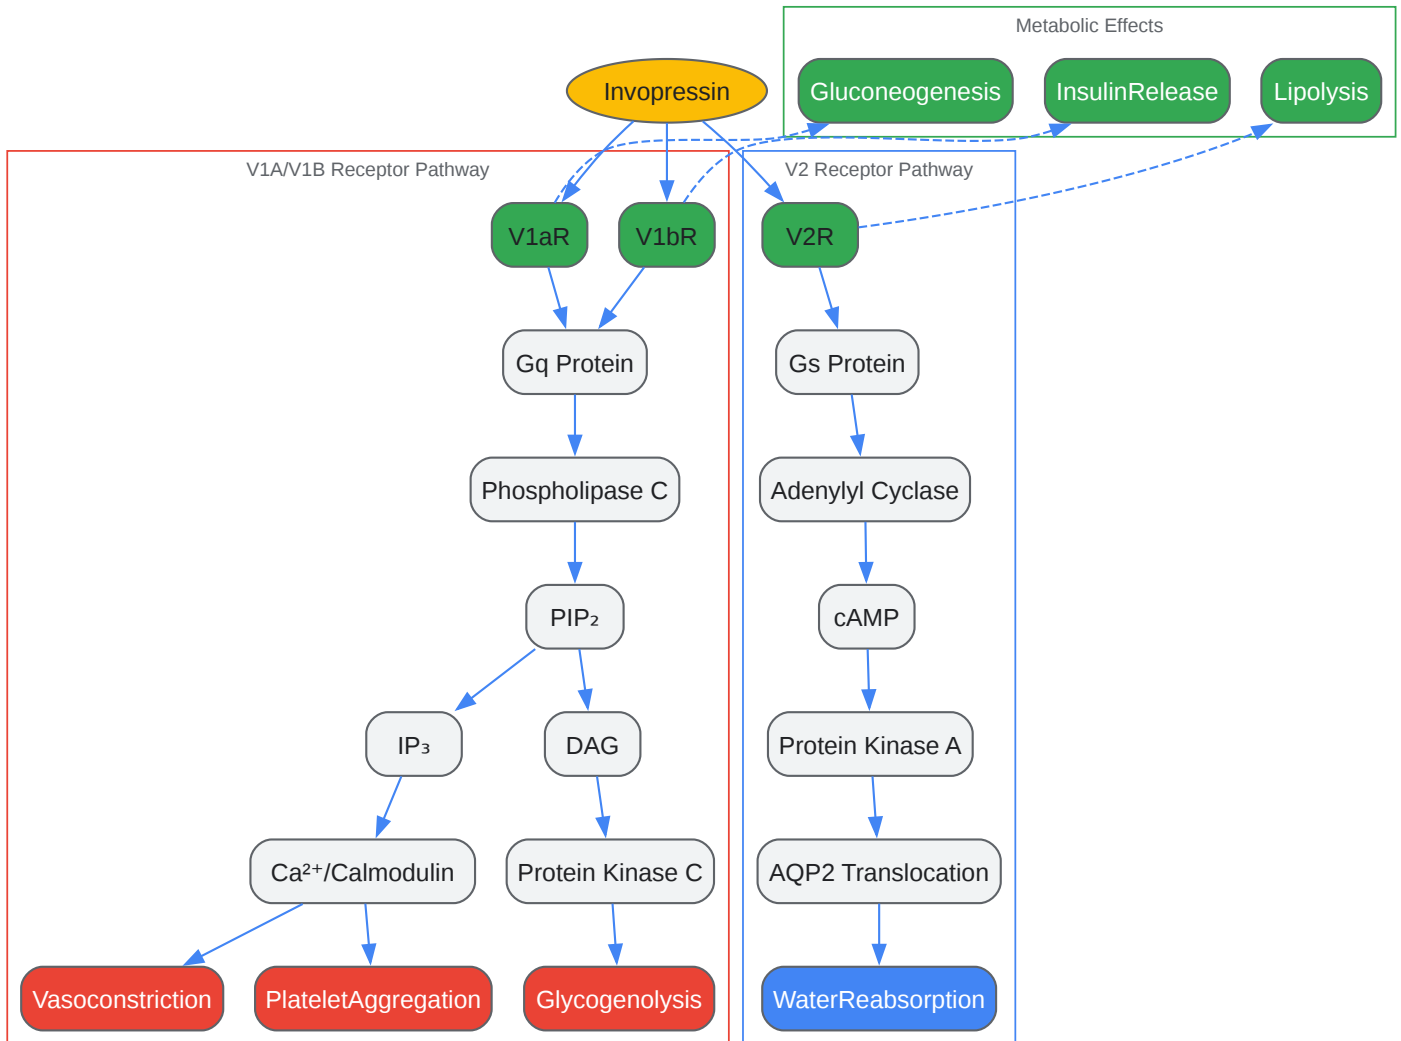 Metabolic Effects
Invopressin
Gluconeogenesis
InsulinRelease
Lipolysis
V1A/V1B Receptor Pathway
V2 Receptor Pathway
V1aR
V1bR
V2R
Gq Protein
Gs Protein
Phospholipase C
Adenylyl Cyclase
PIP₂
cAMP
IP₃
DAG
Protein Kinase A
Ca²⁺/Calmodulin
Protein Kinase C
AQP2 Translocation
Vasoconstriction
PlateletAggregation
Glycogenolysis
WaterReabsorption